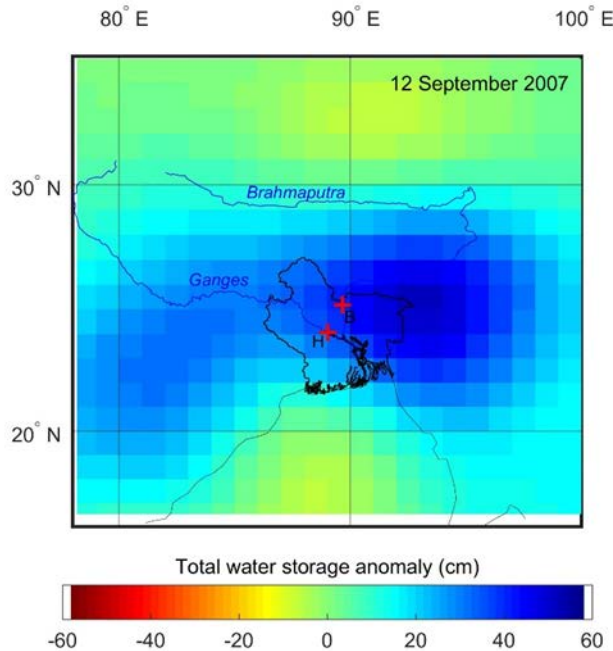 80° E 90° E 100° E
12 September 2007
30° N
Brahmaputra
Ganges
B
H
20° N
Total water storage anomaly (cm)
-60 -40 -20 0 20 40 60